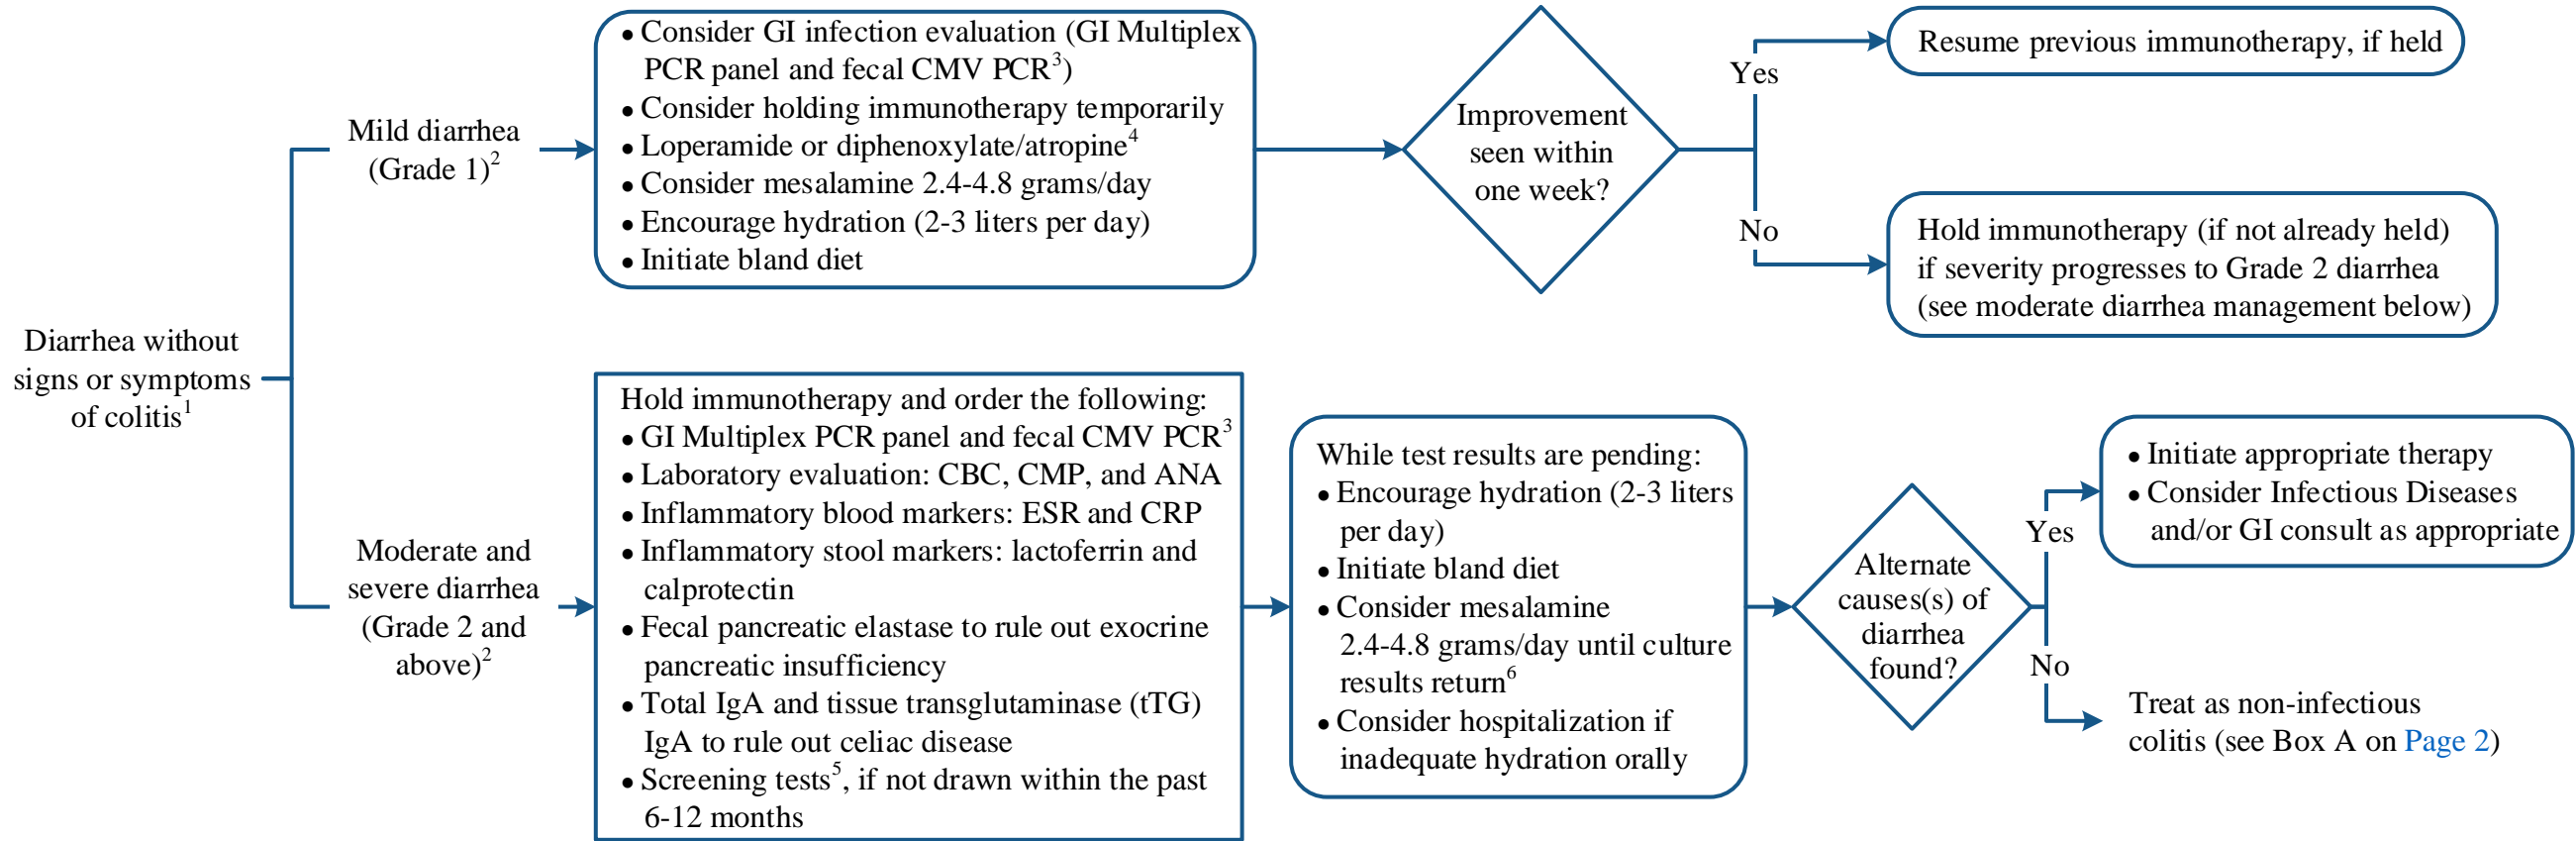 Diarrhea without
signs or symptoms
of colitis1
Mild diarrhea
(Grade 1)2
• Consider GI infection evaluation (GI Multiplex
PCR panel and fecal CMV PCR3)
• Consider holding immunotherapy temporarily
• Loperamide or diphenoxylate/atropine4
• Consider mesalamine 2.4-4.8 grams/day
• Encourage hydration (2-3 liters per day)
• Initiate bland diet
Improvement
seen within
one week?
Yes
Resume previous immunotherapy, if held
No
Hold immunotherapy (if not already held)
if severity progresses to Grade 2 diarrhea
(see moderate diarrhea management below)
Moderate and
severe diarrhea
(Grade 2 and
above)2
Hold immunotherapy and order the following:
• GI Multiplex PCR panel and fecal CMV PCR3
• Laboratory evaluation: CBC, CMP, and ANA
• Inflammatory blood markers: ESR and CRP
• Inflammatory stool markers: lactoferrin and
calprotectin
• Fecal pancreatic elastase to rule out exocrine
pancreatic insufficiency
• Total IgA and tissue transglutaminase (tTG)
IgA to rule out celiac disease
• Screening tests5, if not drawn within the past
6-12 months
While test results are pending:
• Encourage hydration (2-3 liters
per day)
• Initiate bland diet
• Consider mesalamine
2.4-4.8 grams/day until culture
results return6
• Consider hospitalization if
inadequate hydration orally
Alternate
causes(s) of
diarrhea
found?
Yes
• Initiate appropriate therapy
• Consider Infectious Diseases
and/or GI consult as appropriate
No
Treat as non-infectious
colitis (see Box A on Page 2)